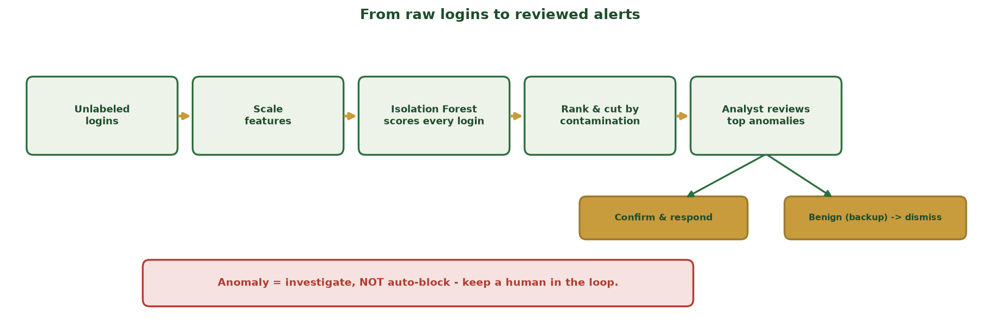 From raw logins to reviewed alerts
Unlabeled
logins
Scale
features
Isolation Forest
scores every login
Rank & cut by
contamination
Analyst reviews
top anomalies
Confirm & respond
Benign (backup) -> dismiss
Anomaly = investigate, NOT auto-block - keep a human in the loop.